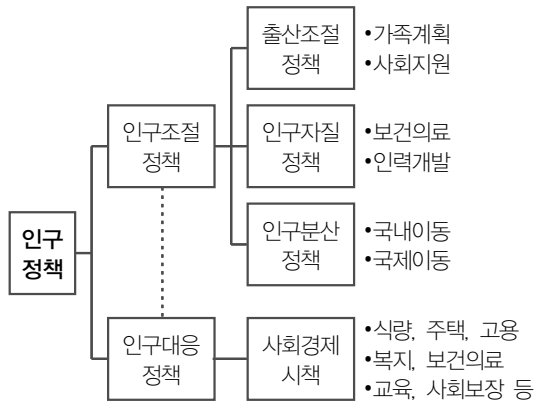 출산조절
정책
•가족계획
•사회지원
인구조절
정책
인구자질
정책
•보건의료
•인력개발
인구분산
정책
•국내이동
•국제이동
인구
정책
인구대응
정책
사회경제
시책
•식량, 주택, 고용
•복지, 보건의료
•교육, 사회보장 등